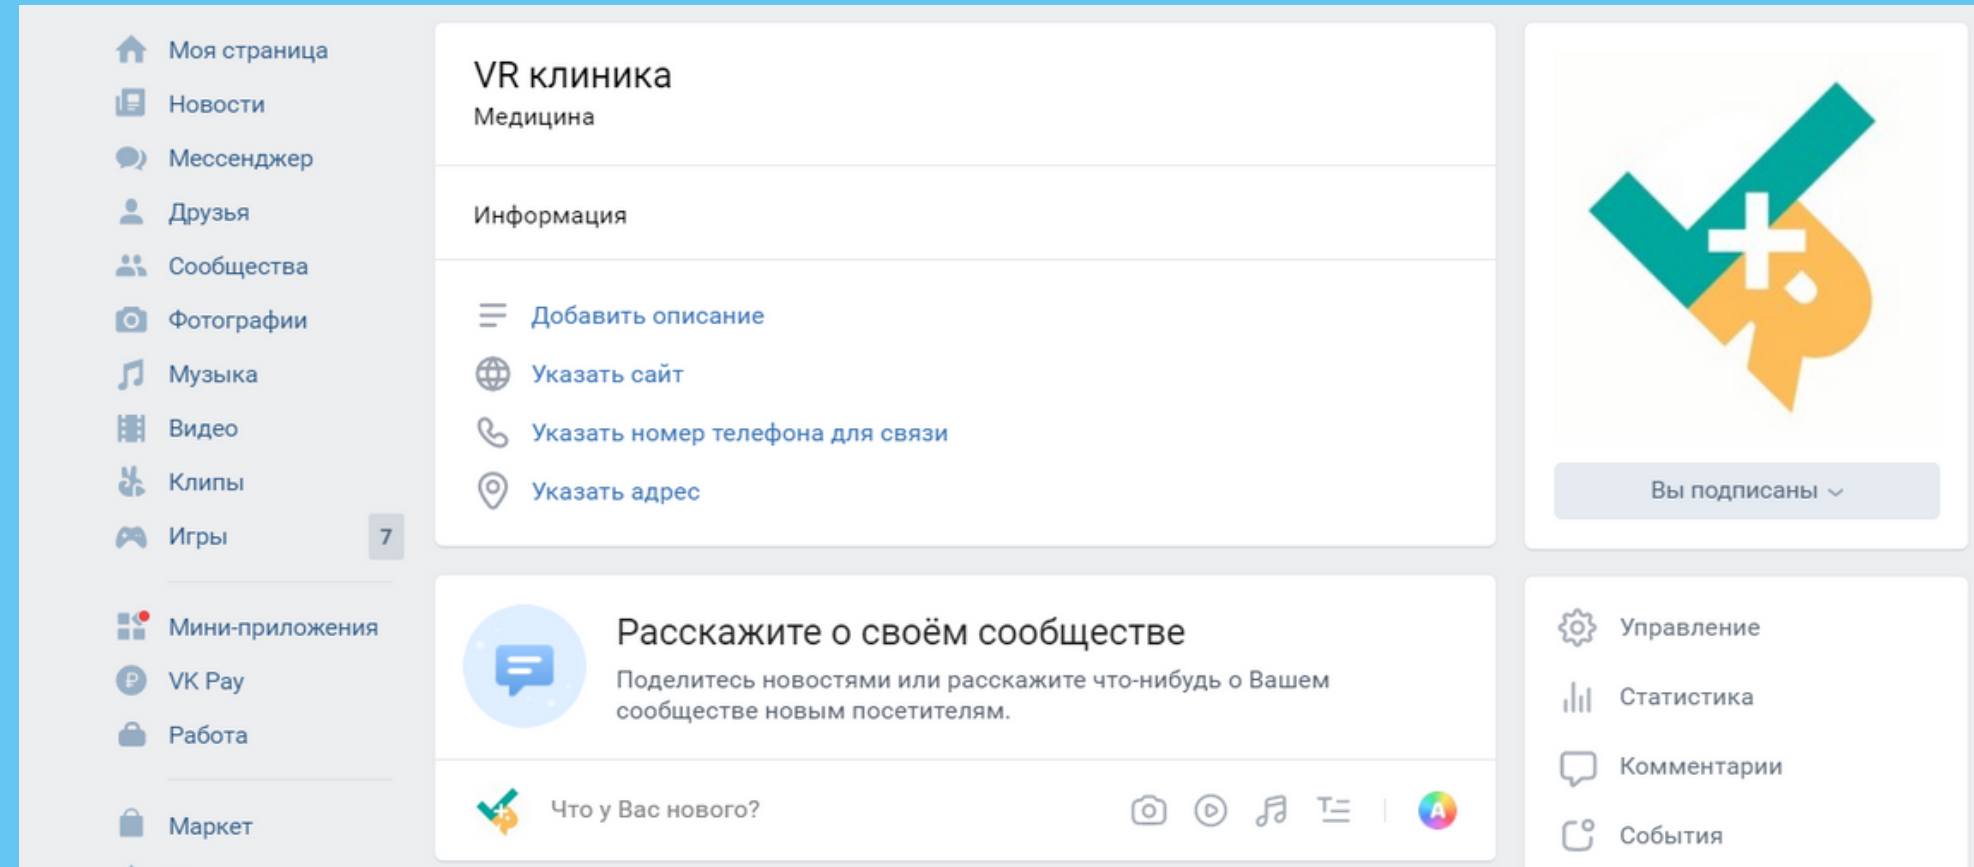 Моя страница
Новости
Мессенджер
Друзья
Сообщества
Фотографии
Музыка
Видео
Клипы
Игры 7
Мини-приложения
VK Pay
Работа
Маркет
VR клиника
Медицина
Информация
Добавить описание
Указать сайт
Указать номер телефона для связи
Указать адрес
Расскажите о своём сообществе
Поделитесь новостями или расскажите что-нибудь о Вашем
сообществе новым посетителям.
Что у Вас нового?
Вы подписаны
Управление
Статистика
Комментарии
События